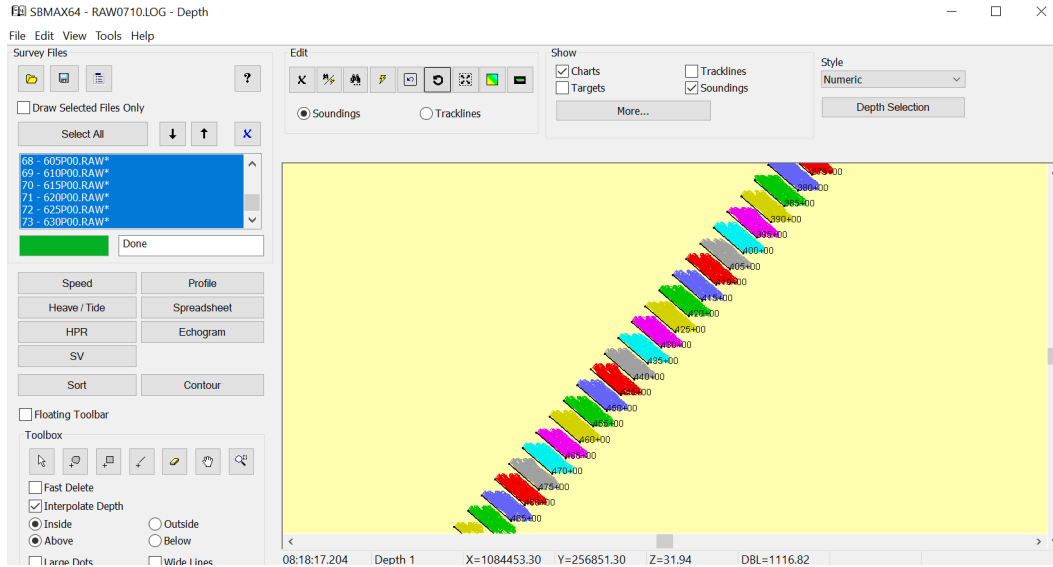 SBMAX64 - RAW0710.LOG - Depth
File Edit View Tools Help
Survey Files
?
Draw Selected Files Only
Select All
X
68 - 605P00.RAW*
69 - 610P00.RAW*
70 - 615P00.RAW*
71 - 620P00.RAW*
72 - 625P00.RAW*
73 - 630P00.RAW*
Done
Speed Profile
Heave / Tide Spreadsheet
HPR Echogram
SV
Sort Contour
Floating Toolbar
Toolbox
Fast Delete
Interpolate Depth
Inside Outside
Above Below
Large Dots Wide Lines
Edit
X
Soundings Tracklines
Show
Charts Tracklines
Targets Soundings
More...
Style
Numeric
Depth Selection
380+00
385+00
390+00
395+00
400+00
405+00
410+00
415+00
420+00
425+00
430+00
435+00
440+00
445+00
450+00
455+00
460+00
465+00
470+00
475+00
480+00
485+00
08:18:17.204 Depth 1 X=1084453.30 Y=256851.30 Z=31.94 DBL=1116.82